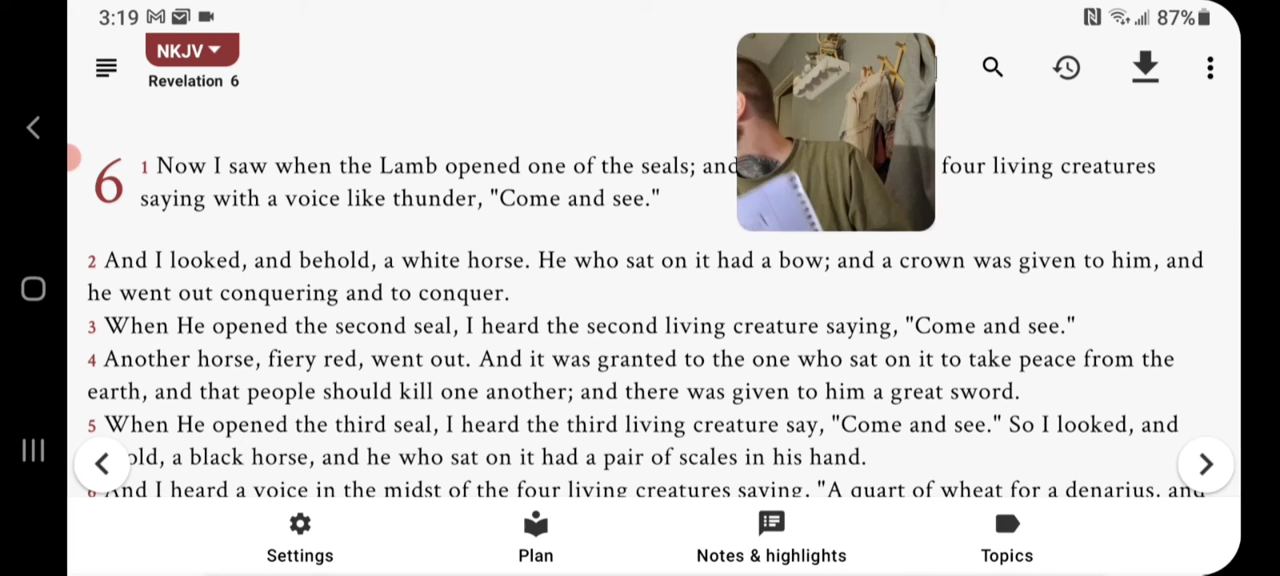 3:19 87%
NKJV
Revelation 6
6 1 Now I saw when the Lamb opened one of the seals; and four living creatures
saying with a voice like thunder, "Come and see."
2 And I looked, and behold, a white horse. He who sat on it had a bow; and a crown was given to him, and
he went out conquering and to conquer.
3 When He opened the second seal, I heard the second living creature saying, "Come and see."
4 Another horse, fiery red, went out. And it was granted to the one who sat on it to take peace from the
earth, and that people should kill one another; and there was given to him a great sword.
5 When He opened the third seal, I heard the third living creature say, "Come and see." So I looked, and
old, a black horse, and he who sat on it had a pair of scales in his hand.
6 And I heard a voice in the midst of the four living creatures saying, "A quart of wheat for a denarius, and
Settings Plan Notes & highlights Topics